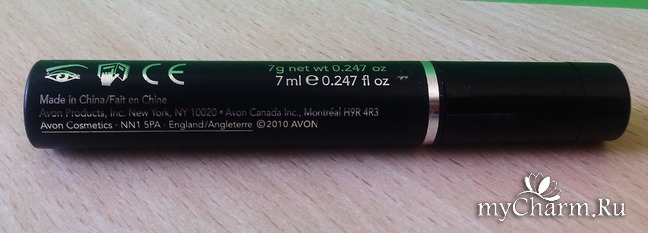 7g net wt 0.247 oz
7 ml e 0.247 fl oz
Made in China/Fait en Chine
Avon Products, Inc. New York, NY 10020 • Avon Canada Inc., Montréal H9R 4R3
Avon Cosmetics · NN1 5PA · England/Angleterre ©2010 AVON
CE
myCharm.Ru